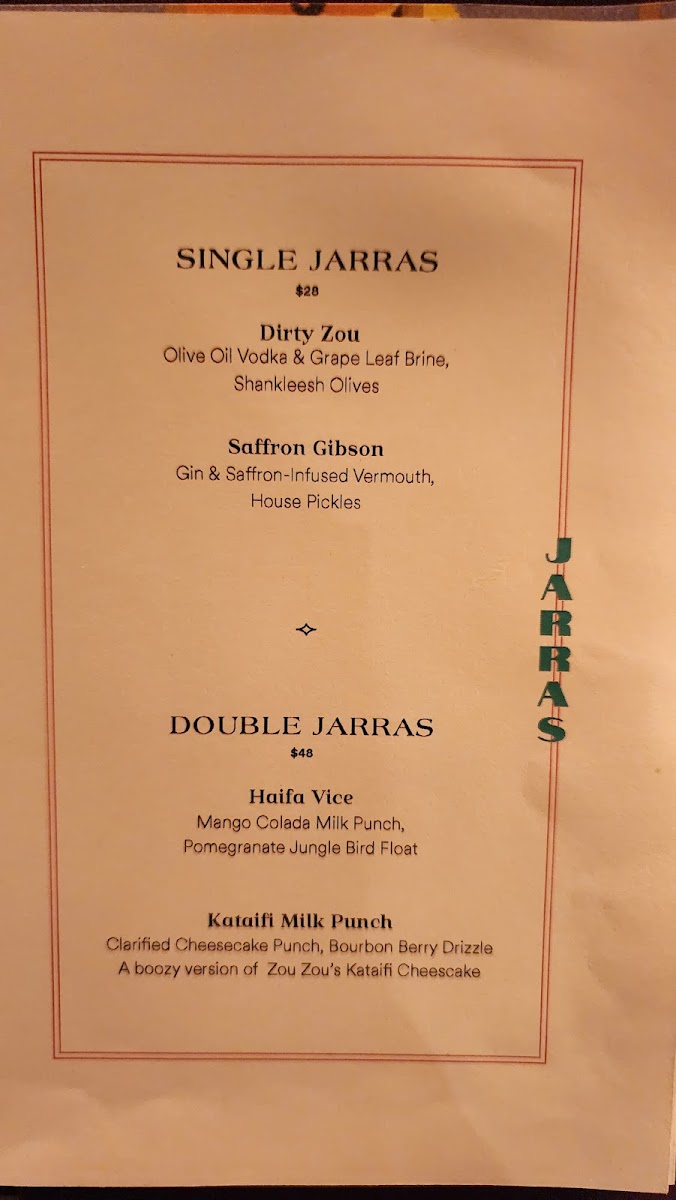 SINGLE JARRAS
$28
Dirty Zou
Olive Oil Vodka & Grape Leaf Brine,
Shankleesh Olives
Saffron Gibson
Gin & Saffron-Infused Vermouth,
House Pickles
JARRAS
DOUBLE JARRAS
$48
Haifa Vice
Mango Colada Milk Punch,
Pomegranate Jungle Bird Float
Kataifi Milk Punch
Clarified Cheesecake Punch, Bourbon Berry Drizzle
A boozy version of Zou Zou's Kataifi Cheescake